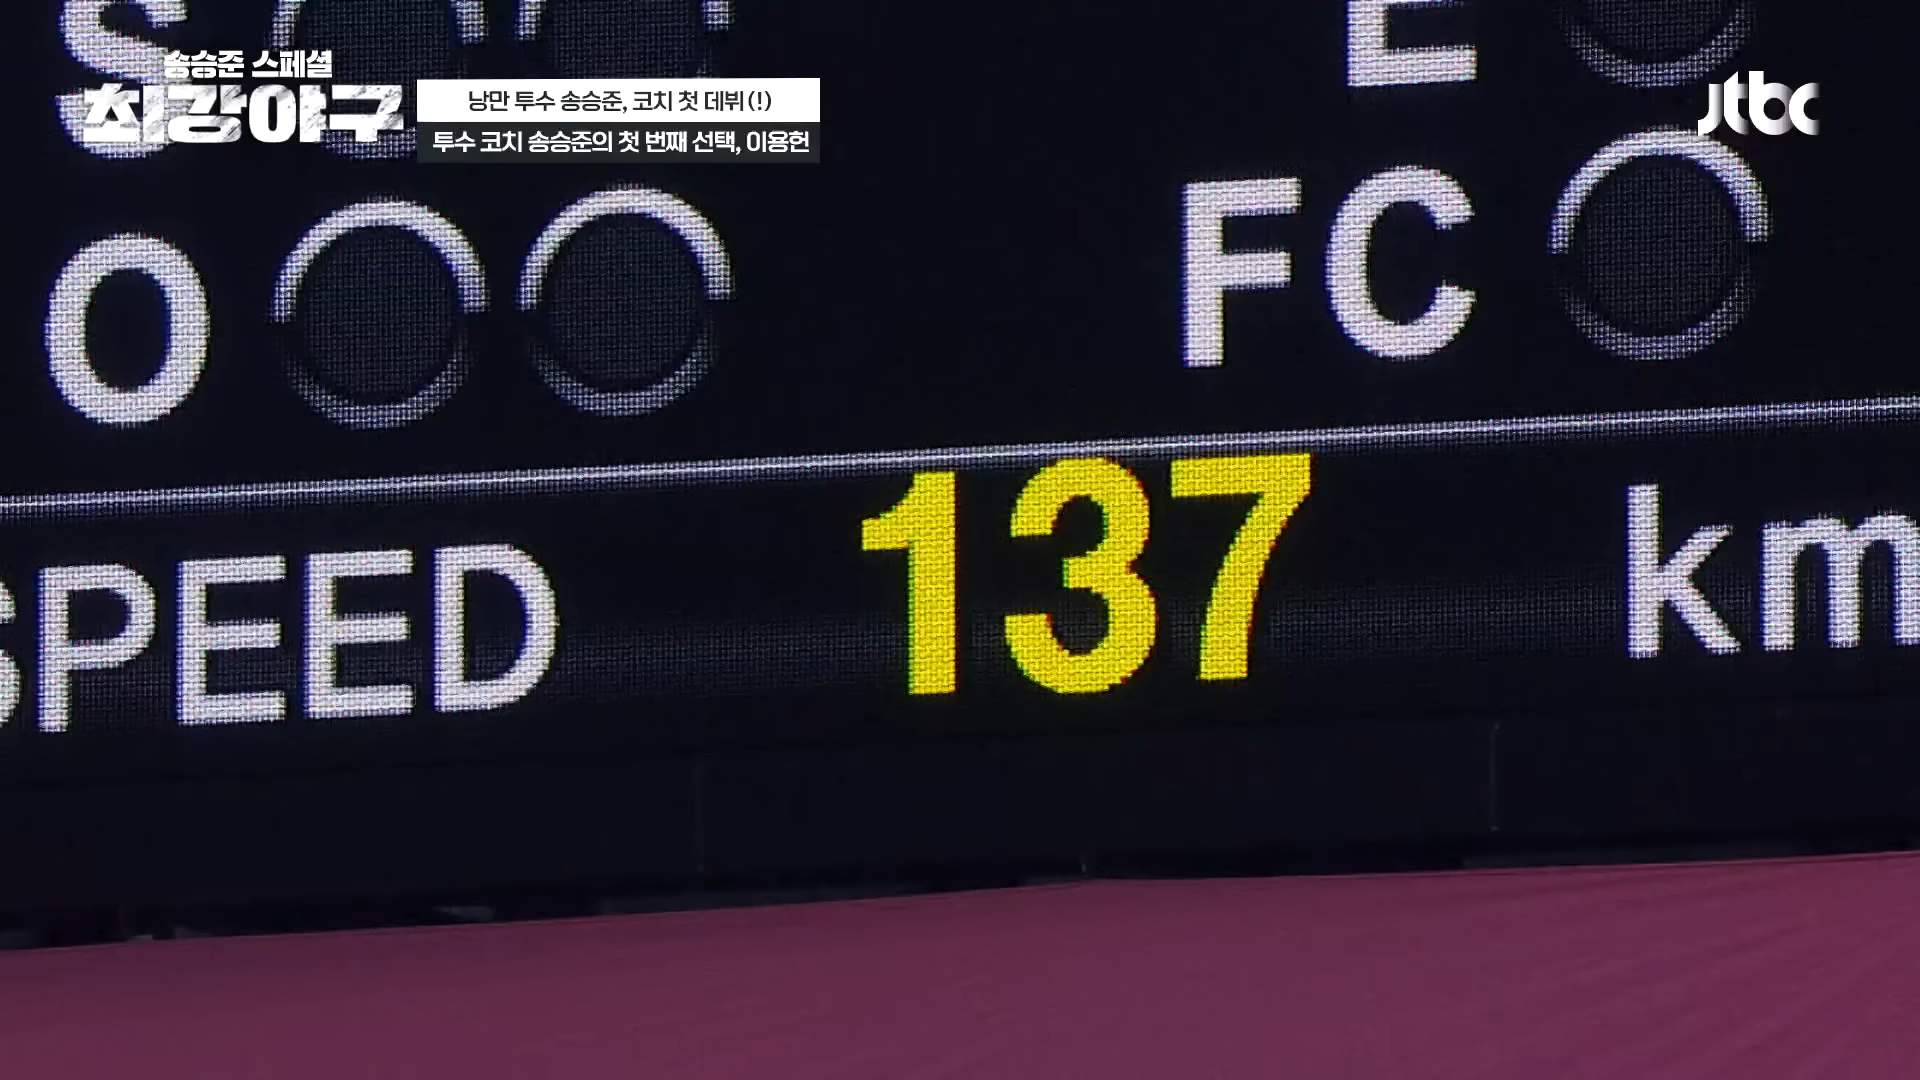 송승준 스페셜
최강야구
낭만 투수 송승준, 코치 첫 데뷔(!)
투수 코치 송승준의 첫 번째 선택, 이용헌
jtbc
S
E
O
FC
SPEED 137 km